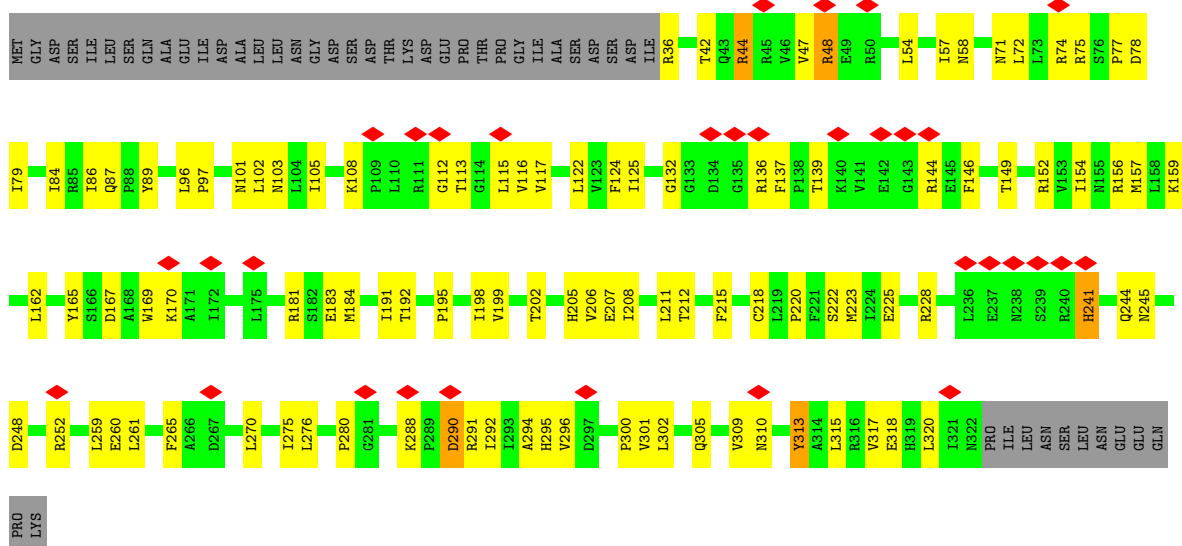 MET GLY ASP SER ILE LEU SER GLN ALA GLU ILE ASP ALA LEU LEU ASN GLY ASP SER SER ASP THR LYS ASP GLU PRO THR PRO GLY ILE ALA SER ASP SER SER ASP ILE R36 T42 Q43 R44 R45 V46 V47 R48 E49 R50 L54 I57 N58 N71 L72 L73 R74 R75 S76 P77 D78
I79 I84 R85 I86 Q87 P88 Y89 L96 P97 N101 L102 N103 L104 I105 K108 P109 L110 R111 G112 T113 G114 L115 V116 V117 L122 V123 F124 I125 G132 G133 D134 G135 R136 F137 P138 T139 K140 V141 E142 G143 R144 E145 F146 T149 R152 V153 I154 N155 R156 M157 L158 K159
L162 Y165 S166 D167 A168 W169 K170 A171 I172 L175 R181 S182 E183 M184 I191 T192 P195 I198 V199 T202 H205 V206 E207 I208 L211 T212 F215 C218 L219 P220 F221 S222 M223 I224 E225 R228 L236 E237 N238 S239 R240 H241 Q244 N245
D248 R252 L259 E260 L261 F265 A266 D267 L270 I275 L276 P280 G281 K288 P289 D290 R291 I292 I293 A294 H295 V296 D297 P300 V301 L302 Q305 V309 N310 Y313 A314 L315 R316 V317 E318 H319 L320 I321 N322 PRO ILE LEU ASN SER LEU ASN GLU GLU GLN
PRO LYS